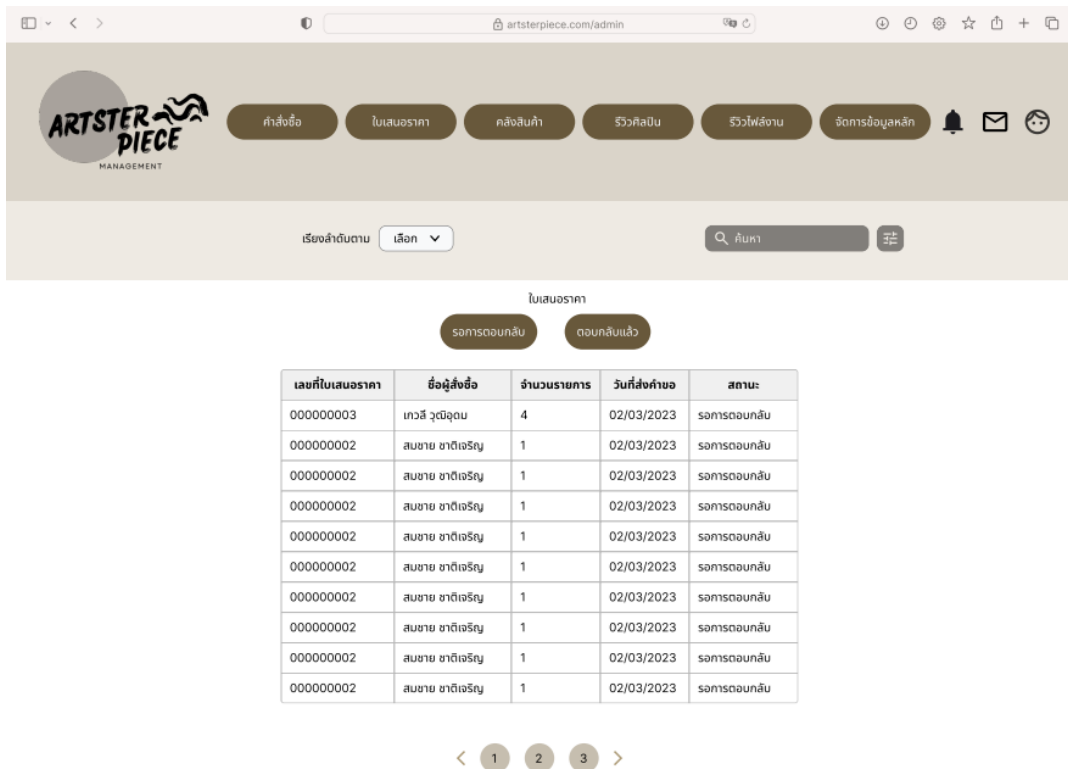 artsterpiece.com/admin
ARTSTER
PIECE
MANAGEMENT
คำสั่งซื้อ ใบเสนอราคา คลังสินค้า รีวิวศิลปิน รีวิวไฟล์งาน จัดการข้อมูลหลัก
เรียงลำดับตาม เลือก ค้นหา
ใบเสนอราคา
รอการตอบกลับ ตอบกลับแล้ว
เลขที่ใบเสนอราคา ชื่อผู้สั่งซื้อ จำนวนรายการ วันที่ส่งคำขอ สถานะ
000000003 เกวลี วุฒิอุดม 4 02/03/2023 รอการตอบกลับ
000000002 สมชาย ชาติเจริญ 1 02/03/2023 รอการตอบกลับ
000000002 สมชาย ชาติเจริญ 1 02/03/2023 รอการตอบกลับ
000000002 สมชาย ชาติเจริญ 1 02/03/2023 รอการตอบกลับ
000000002 สมชาย ชาติเจริญ 1 02/03/2023 รอการตอบกลับ
000000002 สมชาย ชาติเจริญ 1 02/03/2023 รอการตอบกลับ
000000002 สมชาย ชาติเจริญ 1 02/03/2023 รอการตอบกลับ
000000002 สมชาย ชาติเจริญ 1 02/03/2023 รอการตอบกลับ
000000002 สมชาย ชาติเจริญ 1 02/03/2023 รอการตอบกลับ
000000002 สมชาย ชาติเจริญ 1 02/03/2023 รอการตอบกลับ
1 2 3